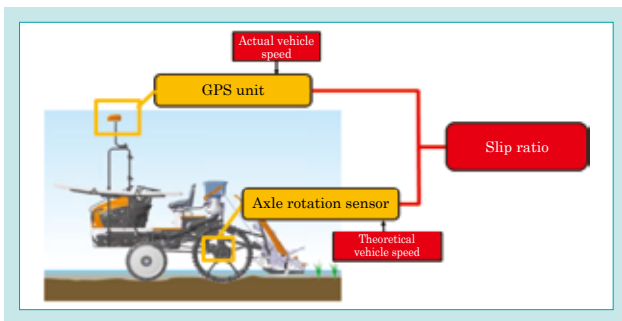 Actual vehicle
speed
GPS unit
Slip ratio
Axle rotation sensor
Theoretical
vehicle speed